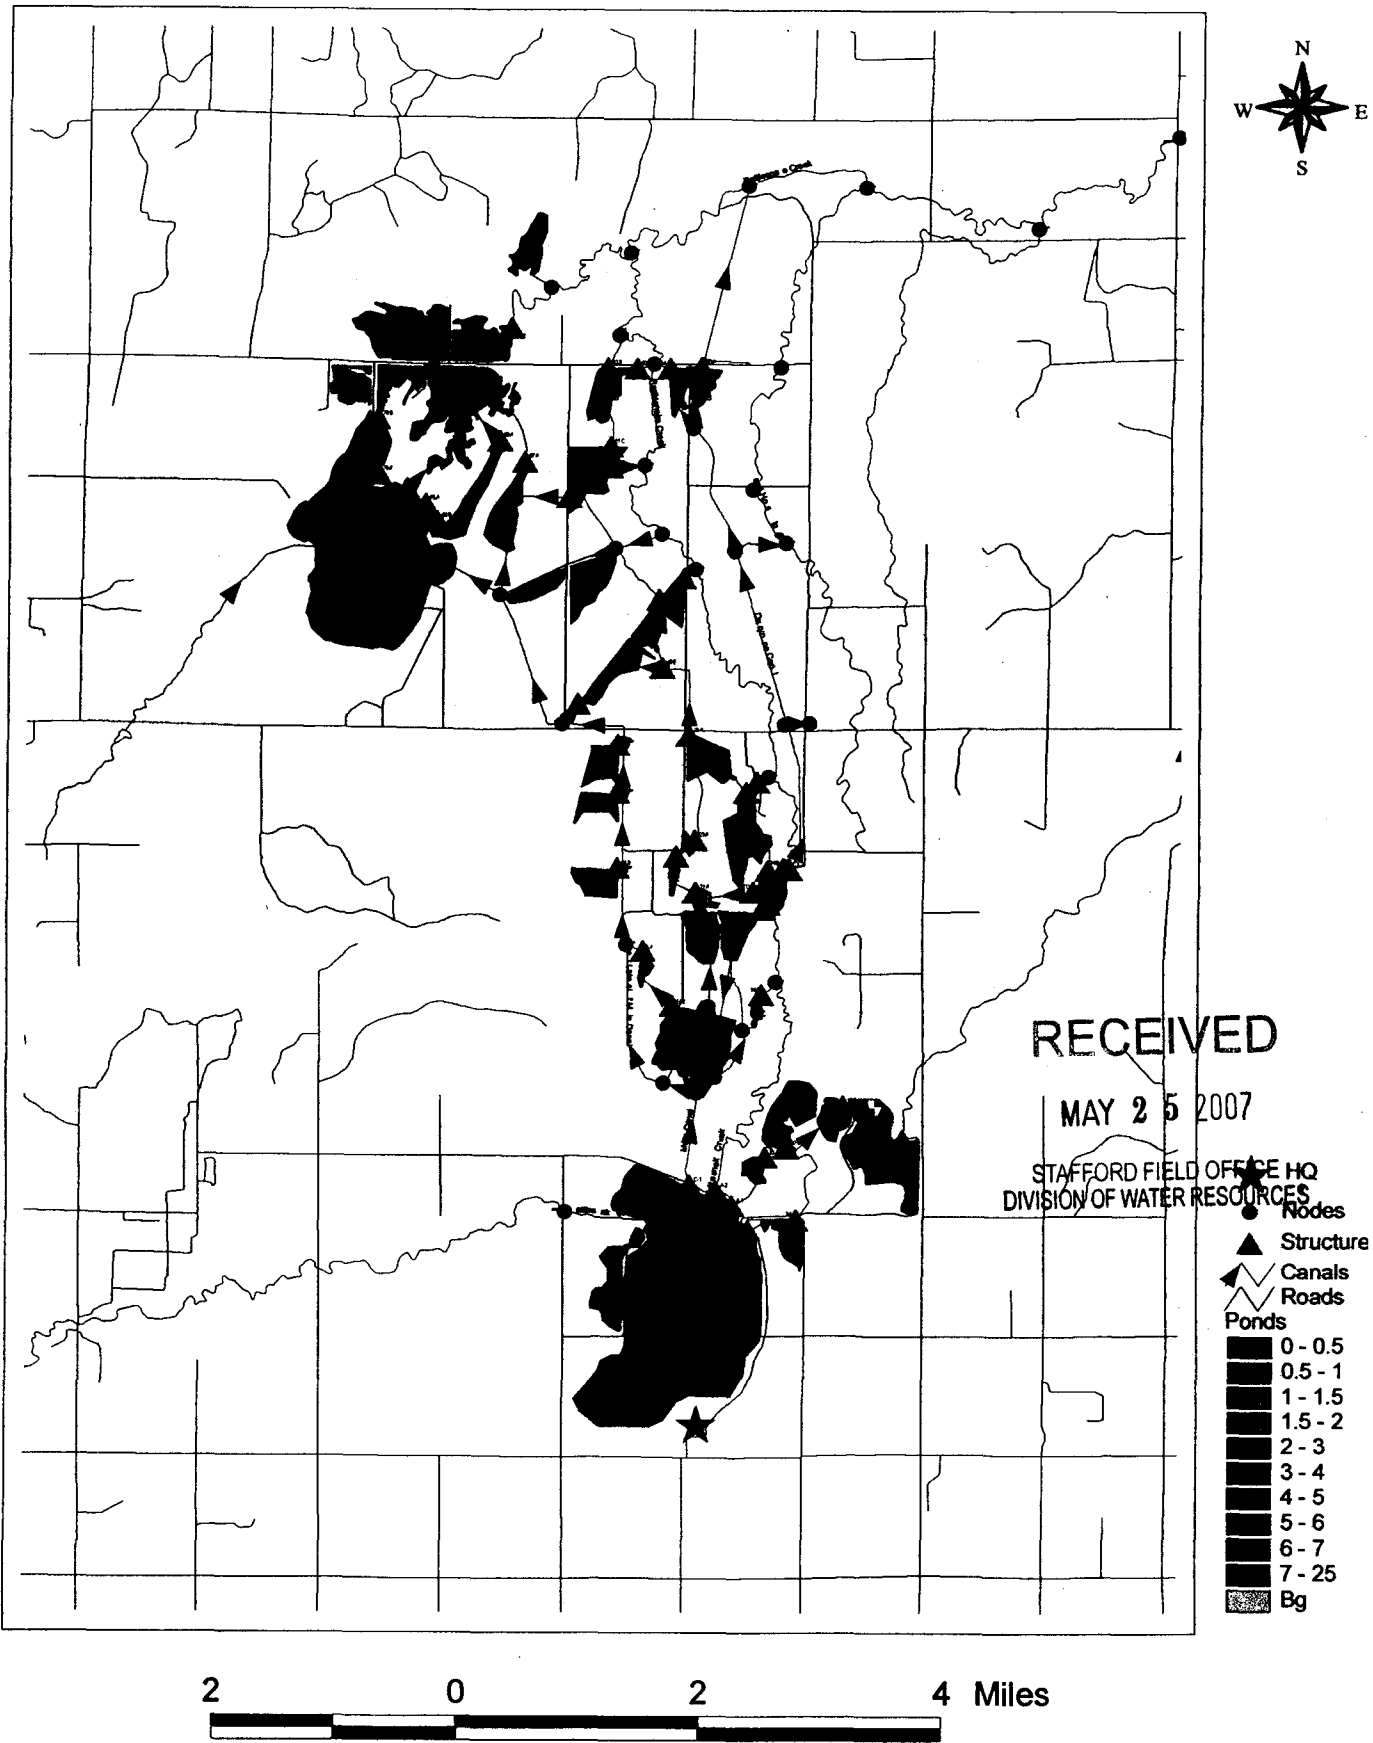 N
W E
S
RECEIVED
MAY 25 2007
STAFFORD FIELD OFFICE
DIVISION OF WATER RESOURCES
HQ
Nodes
Structure
Canals
Roads
Ponds
0 - 0.5
0.5 - 1
1 - 1.5
1.5 - 2
2 - 3
3 - 4
4 - 5
5 - 6
6 - 7
7 - 25
Bg
2 0 2 4 Miles